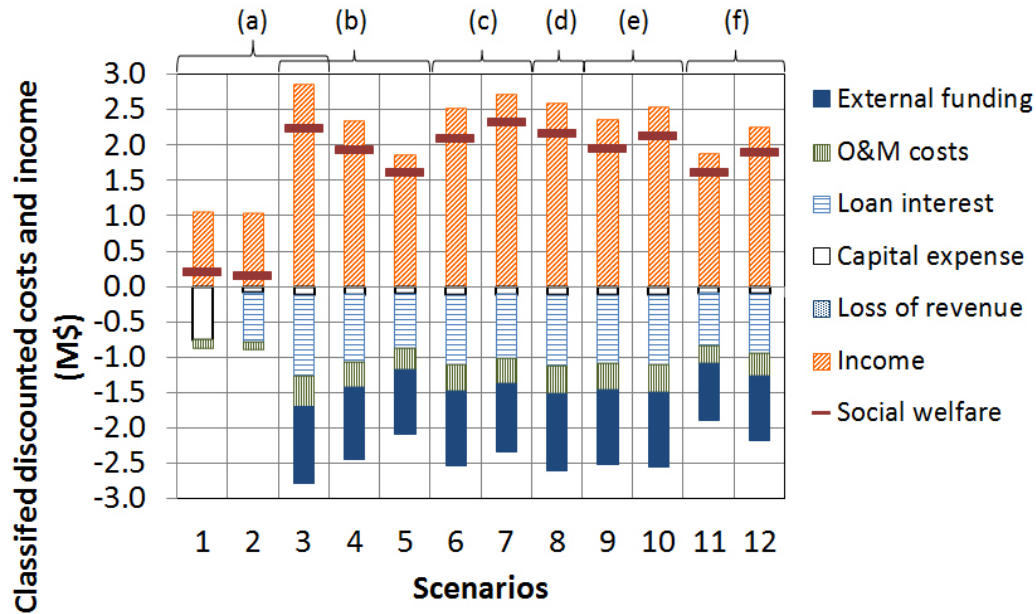 (a) (b) (c) (d) (e) (f)
Classifed discounted costs and income
(M$)
3.0
2.5
2.0
1.5
1.0
0.5
0.0
-0.5
-1.0
-1.5
-2.0
-2.5
-3.0
1 2 3 4 5 6 7 8 9 10 11 12
Scenarios
External funding
O&M costs
Loan interest
Capital expense
Loss of revenue
Income
Social welfare